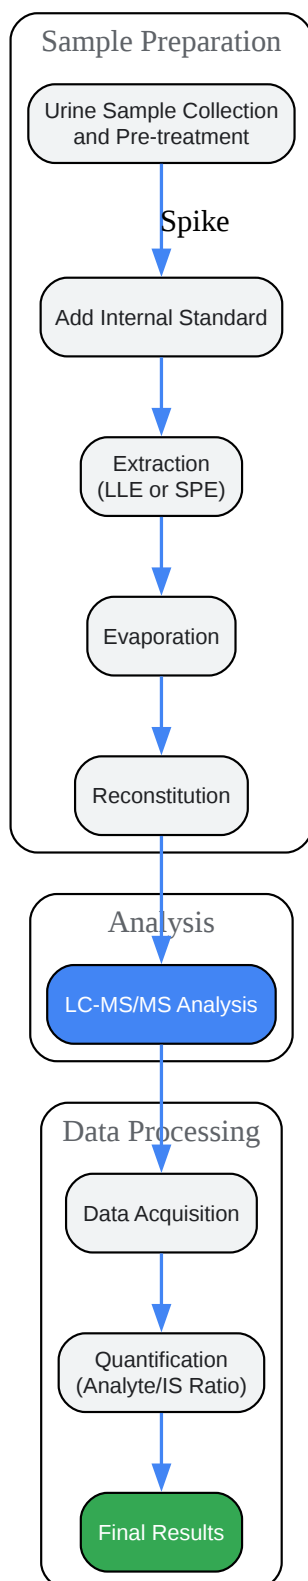 Sample Preparation
Urine Sample Collection
and Pre-treatment
Spike
Add Internal Standard
Extraction
(LLE or SPE)
Evaporation
Reconstitution
Analysis
LC-MS/MS Analysis
Data Processing
Data Acquisition
Quantification
(Analyte/IS Ratio)
Final Results